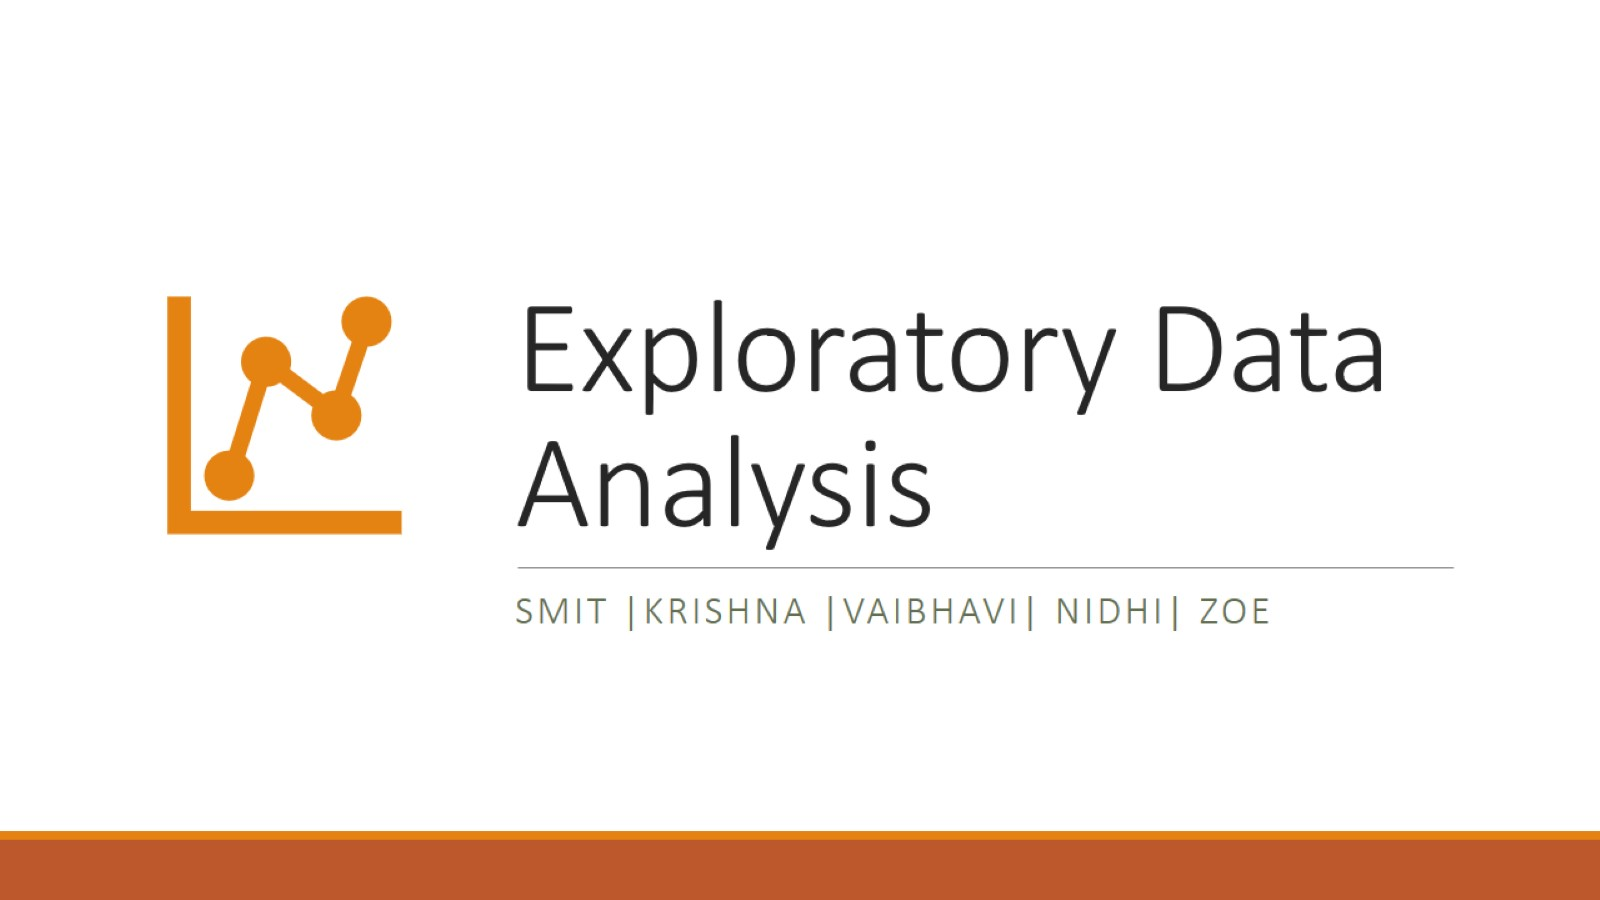 Exploratory Data
Analysis
SMIT |KRISHNA |VAIBHAVI| NIDHI| ZOE